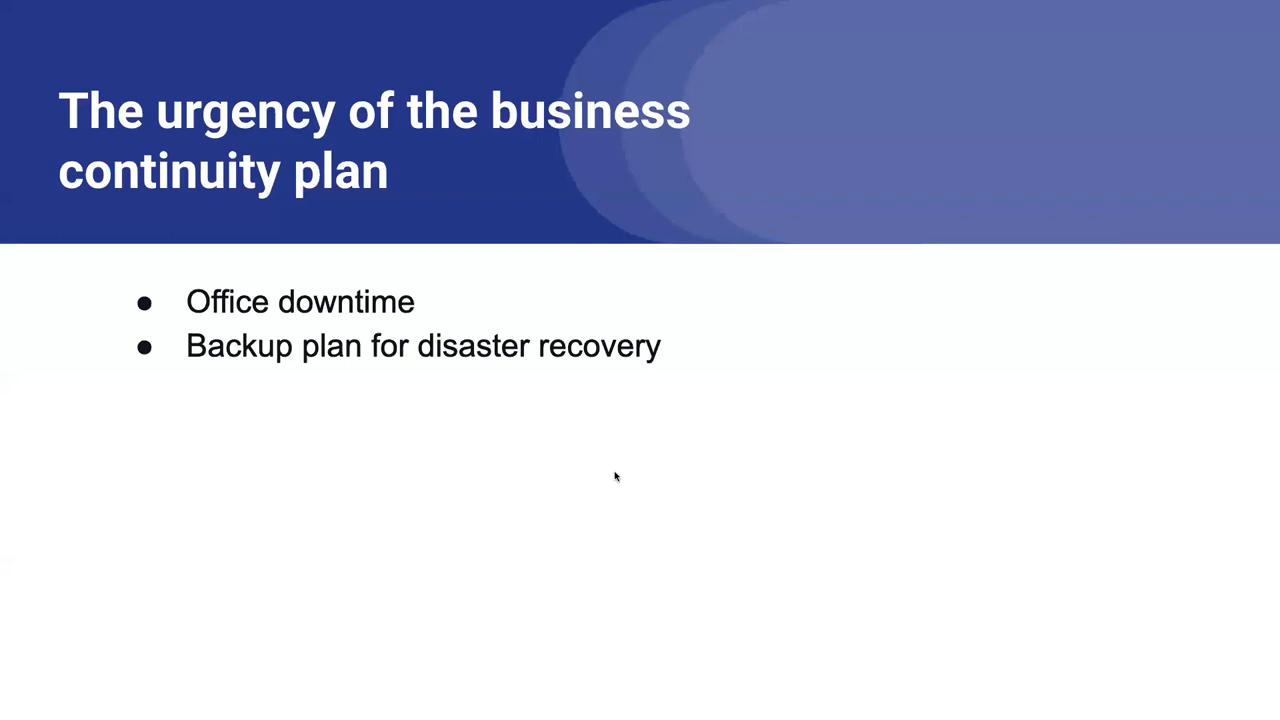 The urgency of the business
continuity plan
● Office downtime
● Backup plan for disaster recovery